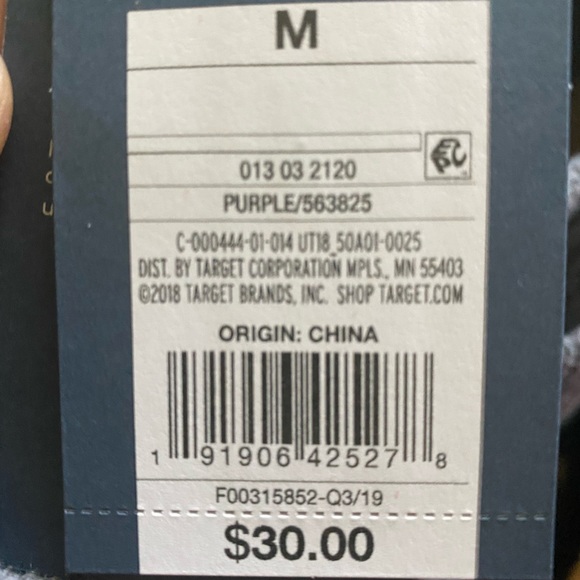 M
013 03 2120
PURPLE/563825
C-000444-01-014 UT18_50A01-0025
DIST. BY TARGET CORPORATION MPLS., MN 55403
©2018 TARGET BRANDS, INC. SHOP TARGET.COM
ORIGIN: CHINA
1 91906 42527 8
F00315852-Q3/19
$30.00